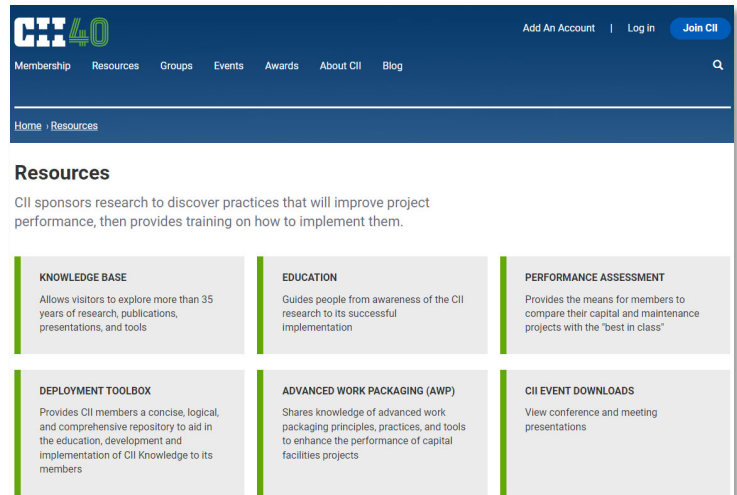 CII 40
Add An Account | Log in Join CII
Membership Resources Groups Events Awards About CII Blog
Home › Resources
Resources
CII sponsors research to discover practices that will improve project
performance, then provides training on how to implement them.
KNOWLEDGE BASE
Allows visitors to explore more than 35
years of research, publications,
presentations, and tools
EDUCATION
Guides people from awareness of the CII
research to its successful
implementation
PERFORMANCE ASSESSMENT
Provides the means for members to
compare their capital and maintenance
projects with the "best in class"
DEPLOYMENT TOOLBOX
Provides CII members a concise, logical,
and comprehensive repository to aid in
the education, development and
implementation of CII Knowledge to its
members
ADVANCED WORK PACKAGING (AWP)
Shares knowledge of advanced work
packaging principles, practices, and tools
to enhance the performance of capital
facilities projects
CII EVENT DOWNLOADS
View conference and meeting
presentations